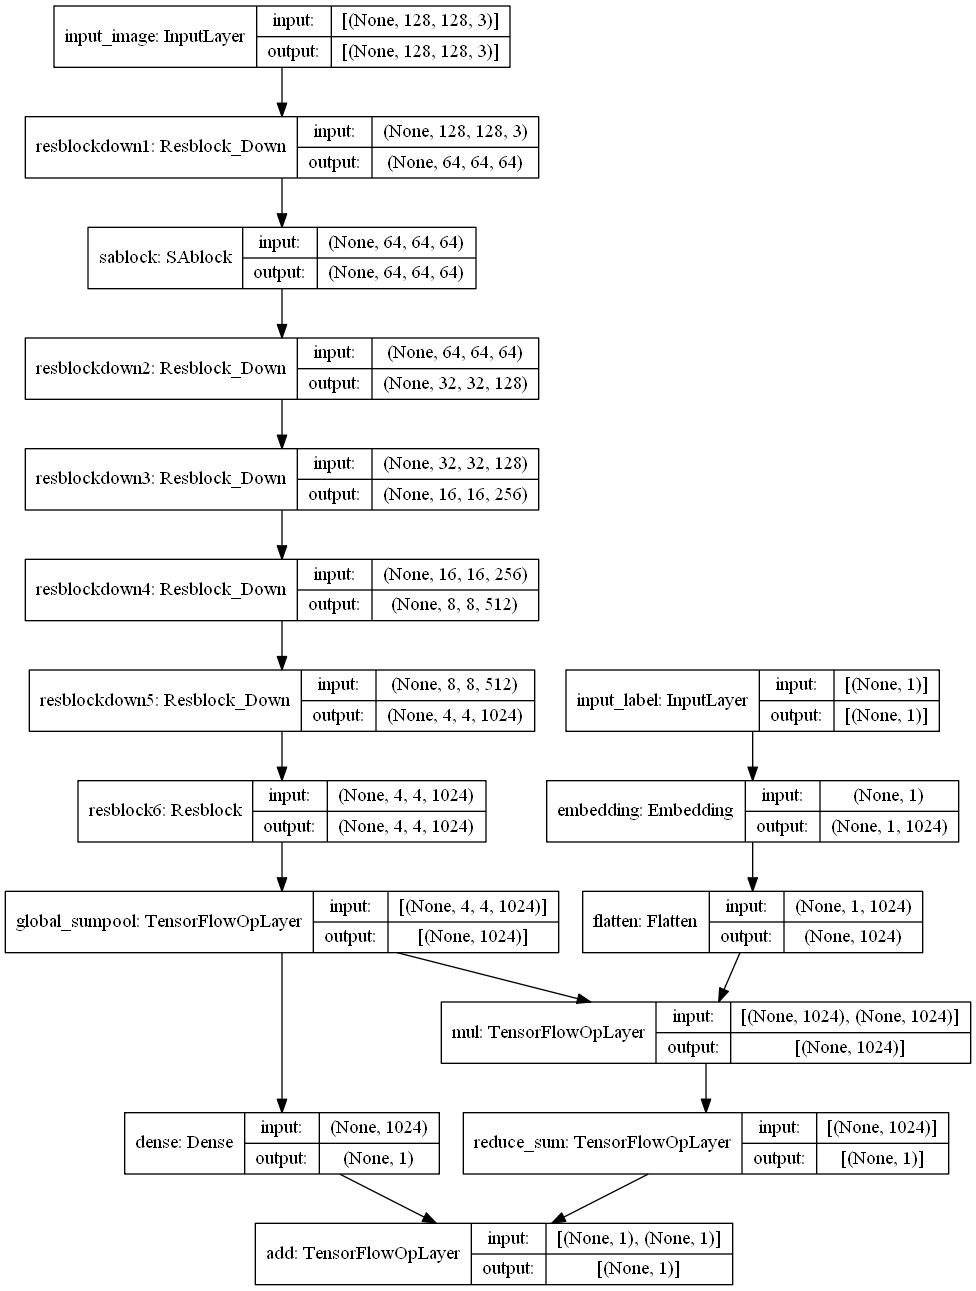 input_image: InputLayer
input: [(None, 128, 128, 3)]
output: [(None, 128, 128, 3)]
resblockdown1: Resblock_Down
input: (None, 128, 128, 3)
output: (None, 64, 64, 64)
sablock: SAblock
input: (None, 64, 64, 64)
output: (None, 64, 64, 64)
resblockdown2: Resblock_Down
input: (None, 64, 64, 64)
output: (None, 32, 32, 128)
resblockdown3: Resblock_Down
input: (None, 32, 32, 128)
output: (None, 16, 16, 256)
resblockdown4: Resblock_Down
input: (None, 16, 16, 256)
output: (None, 8, 8, 512)
resblockdown5: Resblock_Down
input: (None, 8, 8, 512)
output: (None, 4, 4, 1024)
input_label: InputLayer
input: [(None, 1)]
output: [(None, 1)]
resblock6: Resblock
input: (None, 4, 4, 1024)
output: (None, 4, 4, 1024)
embedding: Embedding
input: (None, 1)
output: (None, 1, 1024)
global_sumpool: TensorFlowOpLayer
input: [(None, 4, 4, 1024)]
output: [(None, 1024)]
flatten: Flatten
input: (None, 1, 1024)
output: (None, 1024)
mul: TensorFlowOpLayer
input: [(None, 1024), (None, 1024)]
output: [(None, 1024)]
dense: Dense
input: (None, 1024)
output: (None, 1)
reduce_sum: TensorFlowOpLayer
input: [(None, 1024)]
output: [(None, 1)]
add: TensorFlowOpLayer
input: [(None, 1), (None, 1)]
output: [(None, 1)]